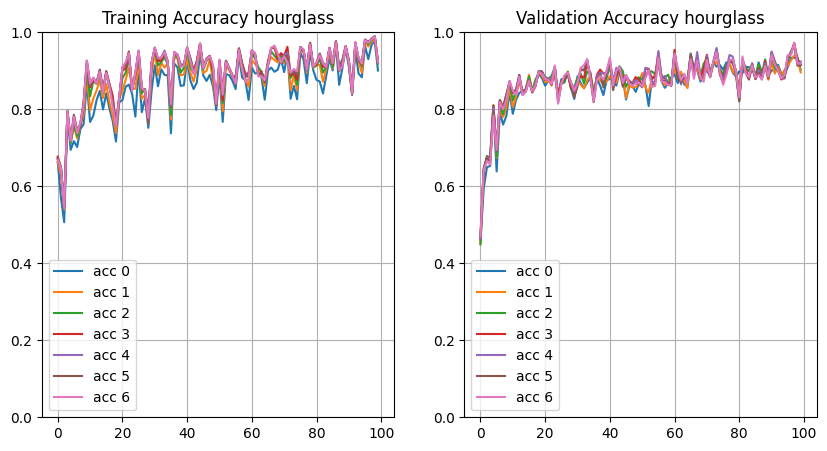 Training Accuracy hourglass
1.0
0.8
0.6
0.4
0.2
0.0
acc 0
acc 1
acc 2
acc 3
acc 4
acc 5
acc 6
0 20 40 60 80 100
Validation Accuracy hourglass
1.0
0.8
0.6
0.4
0.2
0.0
acc 0
acc 1
acc 2
acc 3
acc 4
acc 5
acc 6
0 20 40 60 80 100